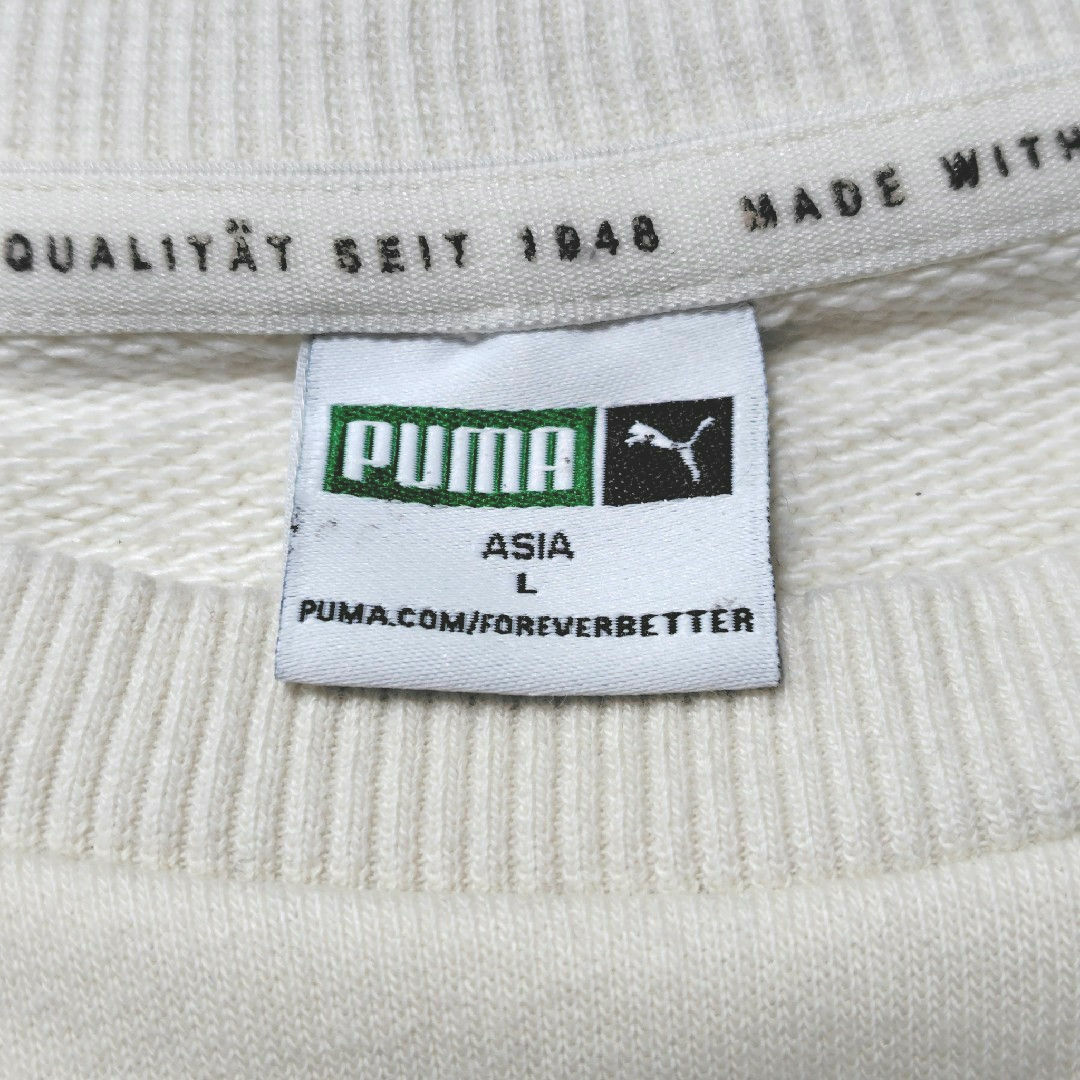 QUALITÄT SEIT 1948 MADE WITH
PUMA
ASIA
L
PUMA.COM/FOREVERBETTER